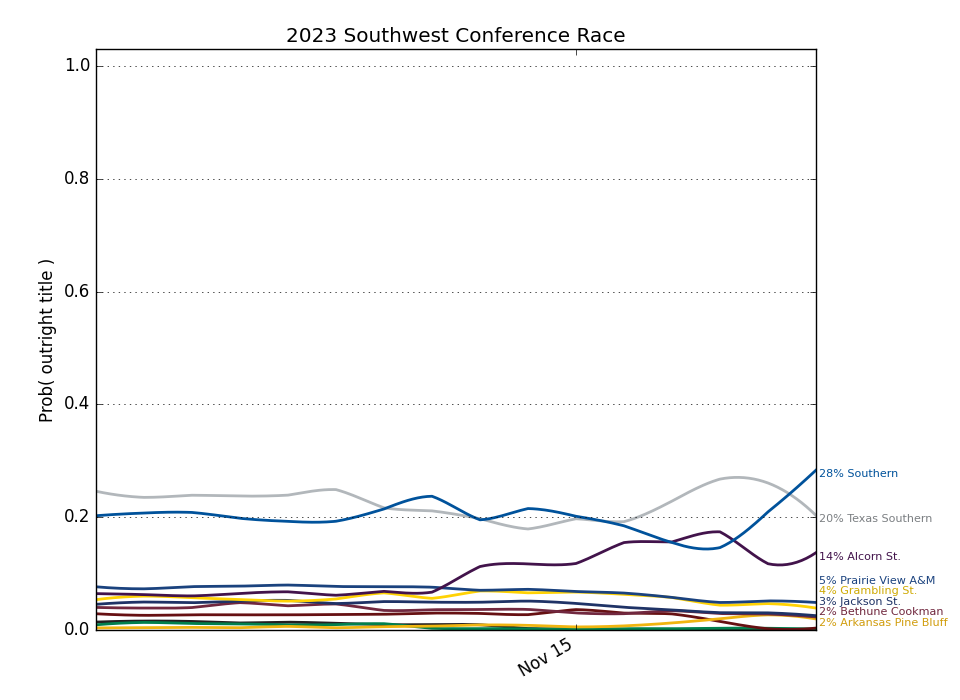 2023 Southwest Conference Race
1.0
0.8
0.6
0.4
0.2
0.0
Prob( outright title )
Nov 15
28% Southern
20% Texas Southern
14% Alcorn St.
5% Prairie View A&M
4% Grambling St.
3% Jackson St.
2% Bethune Cookman
2% Arkansas Pine Bluff